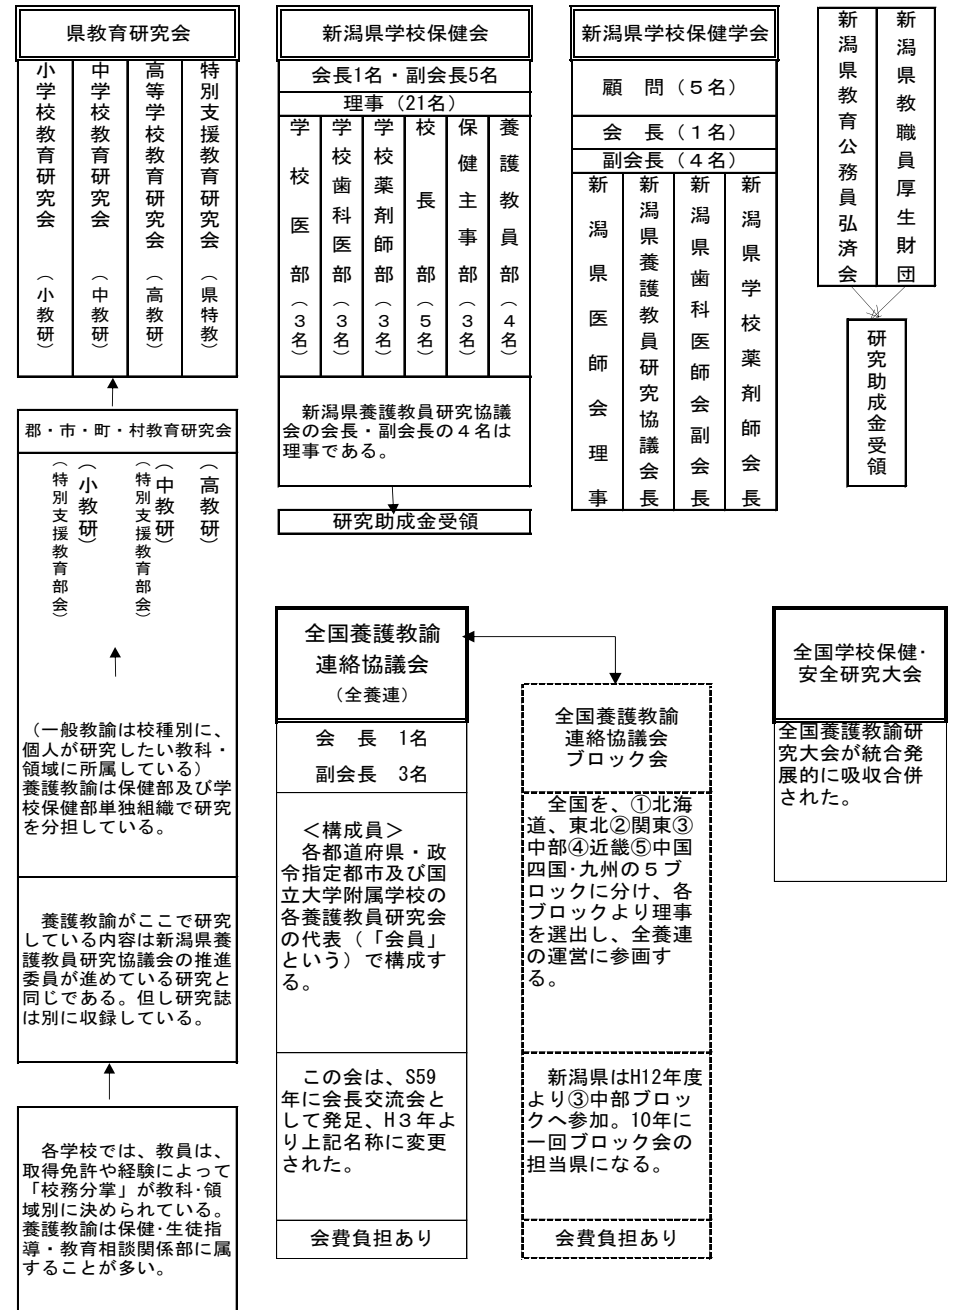 県教育研究会
小学校教育研究会（小教研）
中学校教育研究会（中教研）
高等学校教育研究会（高教研）
特別支援教育研究会（県特教）
郡・市・町・村教育研究会
（特別支援教育部会）
（小教研）
（特別支援教育部会）
（中教研）
（高教研）
（一般教諭は校種別に、
個人が研究したい教科・
領域に所属している）
養護教諭は保健部及び学
校保健部単独組織で研究
を分担している。
養護教諭がここで研究
している内容は新潟県養
護教員研究協議会の推進
委員が進めている研究と
同じである。但し研究誌
は別に収録している。
各学校では、教員は、
取得免許や経験によって
「校務分掌」が教科･領
域別に決められている。
養護教諭は保健･生徒指
導・教育相談関係部に属
することが多い。
新潟県学校保健会
会長1名・副会長5名
理事（21名）
学校医部（３名）
学校歯科医部（３名）
学校薬剤師部（３名）
校長部（５名）
保健主事部（３名）
養護教員部（４名）
新潟県養護教員研究協議
会の会長・副会長の４名は
理事である。
研究助成金受領
新潟県学校保健学会
顧　問（５名）
会　長（１名）
副会長（４名）
新潟県医師会理事
新潟県養護教員研究協議会長
新潟県歯科医師会副会長
新潟県学校薬剤師会長
新潟県教育公務員弘済会
新潟県教職員厚生財団
研究助成金受領
全国養護教諭
連絡協議会
（全養連）
会　長　1名
副会長　3名
＜構成員＞
各都道府県・政
令指定都市及び国
立大学附属学校の
各養護教員研究会
の代表（「会員」
という）で構成す
る。
この会は、S59
年に会長交流会と
して発足、H３年よ
り上記名称に変更
された。
会費負担あり
全国養護教諭
連絡協議会
ブロック会
全国を、①北海
道、東北②関東③
中部④近畿⑤中国
四国･九州の５ブ
ロックに分け、各
ブロックより理事
を選出し、全養連
の運営に参画す
る。
新潟県はH12年度
より③中部ブロッ
クへ参加。10年に
一回ブロック会の
担当県になる。
会費負担あり
全国学校保健･
安全研究大会
全国養護教諭研
究大会が統合発
展的に吸収合併
された。